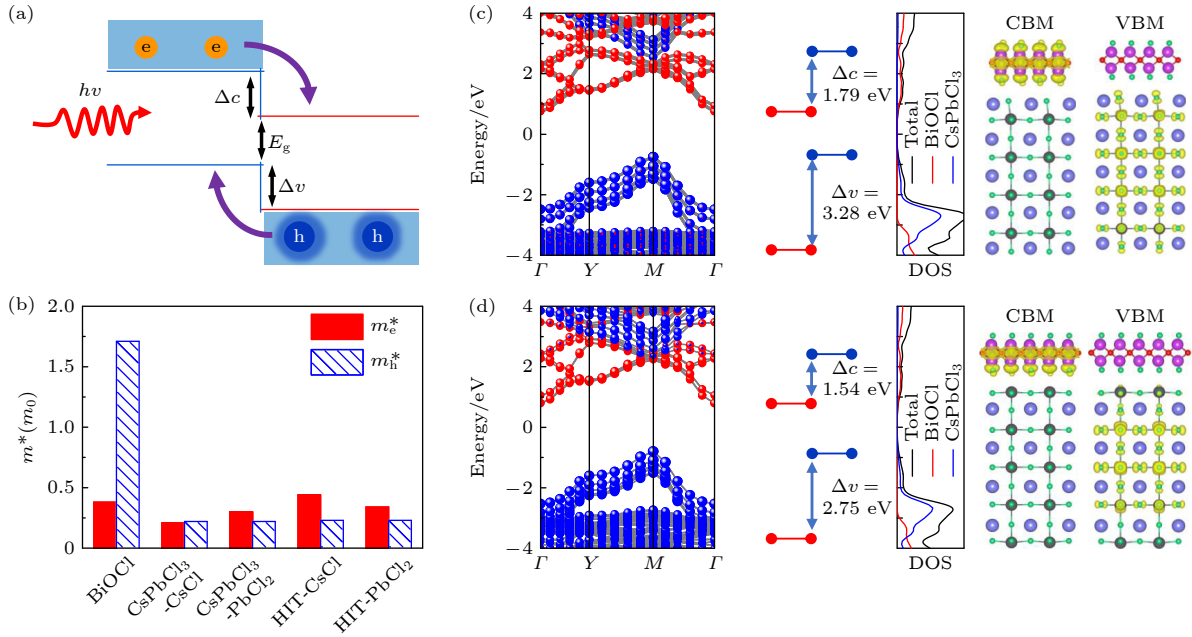 (a)
e e
hν
Δc
E_g
Δv
h h
(b)
2.0
1.5
1.0
0.5
0
m*(m₀)
m*ₑ
m*ₕ
BiOCl
CsPbCl₃
-CsCl
CsPbCl₃
-PbCl₂
HIT-CsCl
HIT-PbCl₂
(c)
Energy/eV
4
2
0
−2
−4
Γ Y M Γ
Δc =
1.79 eV
Δv =
3.28 eV
Total
BiOCl
CsPbCl₃
DOS
CBM VBM
(d)
Energy/eV
4
2
0
−2
−4
Γ Y M Γ
Δc =
1.54 eV
Δv =
2.75 eV
Total
BiOCl
CsPbCl₃
DOS
CBM VBM